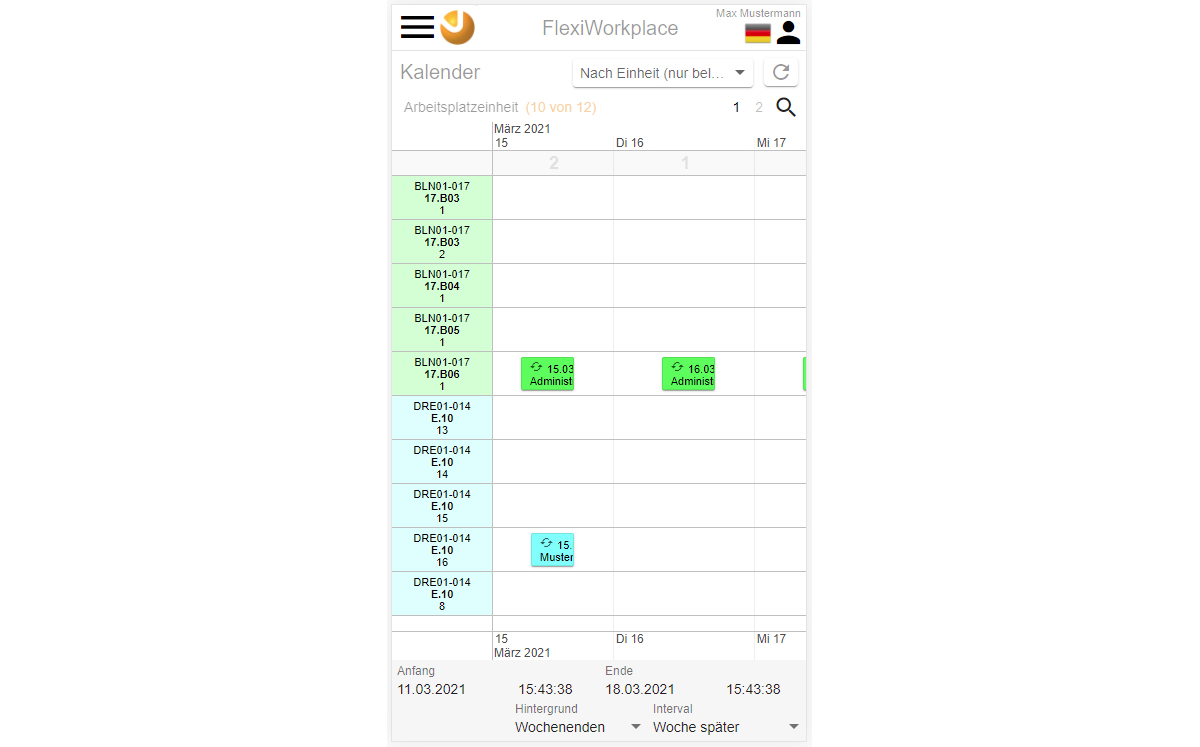 Max Mustermann
FlexiWorkplace
Kalender
Nach Einheit (nur bel...
Arbeitsplatzeinheit (10 von 12) 1 2
März 2021
15 Di 16 Mi 17
2 1
BLN01-017
17.B03
1
BLN01-017
17.B03
2
BLN01-017
17.B04
1
BLN01-017
17.B05
1
BLN01-017
17.B06
1
15.03
Administ
16.03
Administ
DRE01-014
E.10
13
DRE01-014
E.10
14
DRE01-014
E.10
15
DRE01-014
E.10
16
15.
Muster
DRE01-014
E.10
8
15 Di 16 Mi 17
März 2021
Anfang Ende
11.03.2021 15:43:38 18.03.2021 15:43:38
Hintergrund Interval
Wochenenden Woche später